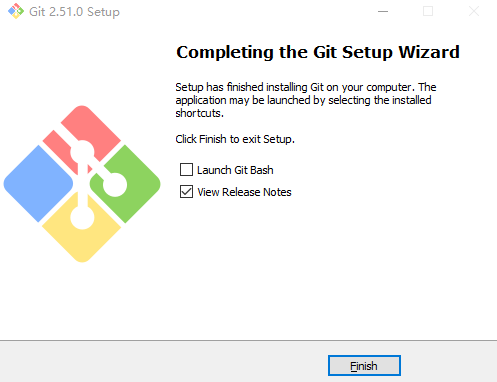 Git 2.51.0 Setup
Completing the Git Setup Wizard
Setup has finished installing Git on your computer. The
application may be launched by selecting the installed
shortcuts.
Click Finish to exit Setup.
Launch Git Bash
View Release Notes
Finish